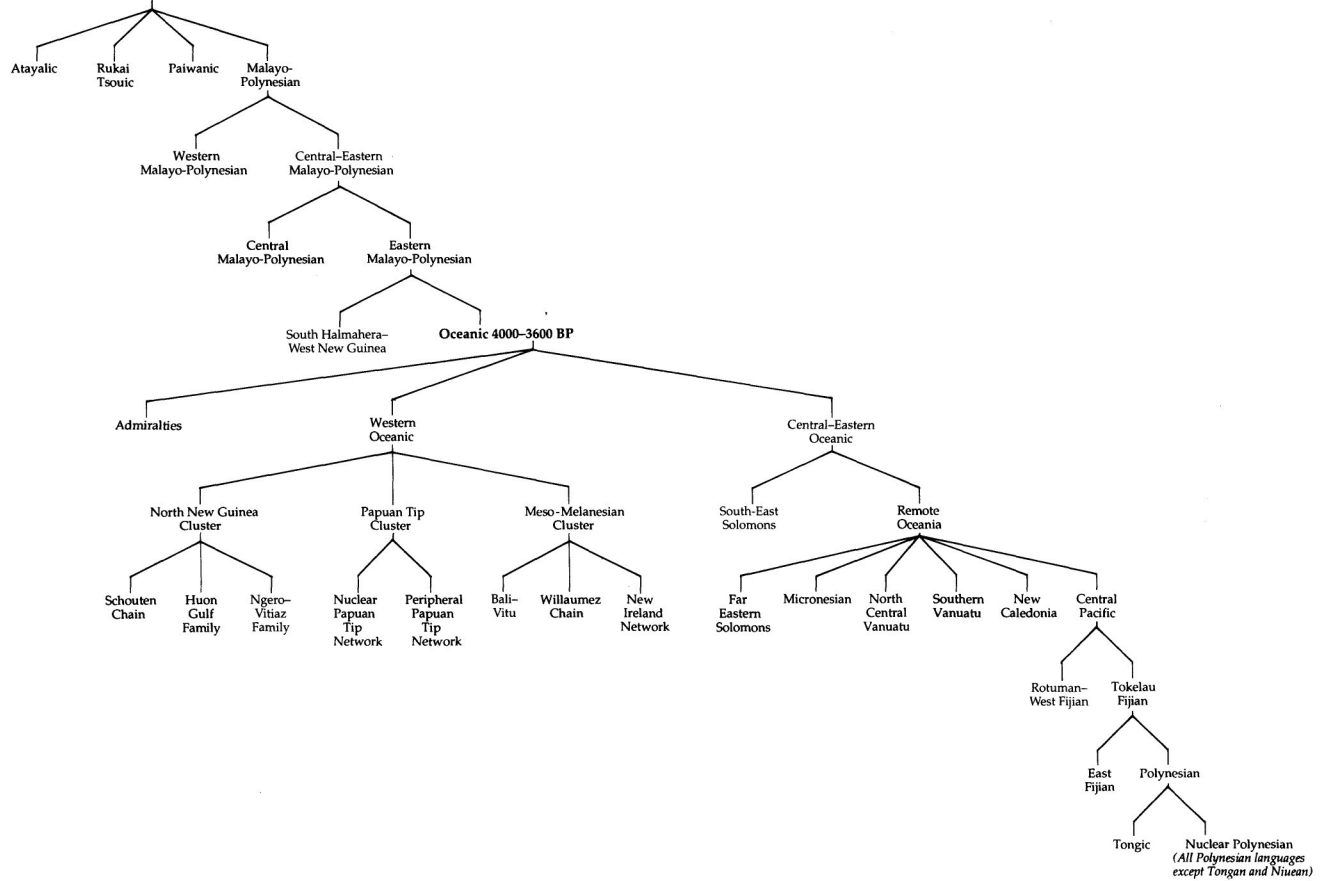 Atayalic
Rukai
Tsouic
Paiwanic
Malayo-
Polynesian
Western
Malayo-Polynesian
Central–Eastern
Malayo-Polynesian
Central
Malayo-Polynesian
Eastern
Malayo-Polynesian
South Halmahera–
West New Guinea
Oceanic 4000–3600 BP
Admiralties
Western
Oceanic
Central–Eastern
Oceanic
North New Guinea
Cluster
Papuan Tip
Cluster
Meso-Melanesian
Cluster
South-East
Solomons
Remote
Oceania
Schouten
Chain
Huon
Gulf
Family
Ngero–
Vitiaz
Family
Nuclear
Papuan
Tip
Network
Peripheral
Papuan
Tip
Network
Bali–
Vitu
Willaumez
Chain
New
Ireland
Network
Far
Eastern
Solomons
Micronesian
North
Central
Vanuatu
Southern
Vanuatu
New
Caledonia
Central
Pacific
Rotuman–
West Fijian
Tokelau
Fijian
East
Fijian
Polynesian
Tongic
Nuclear Polynesian
(All Polynesian languages
except Tongan and Niuean)